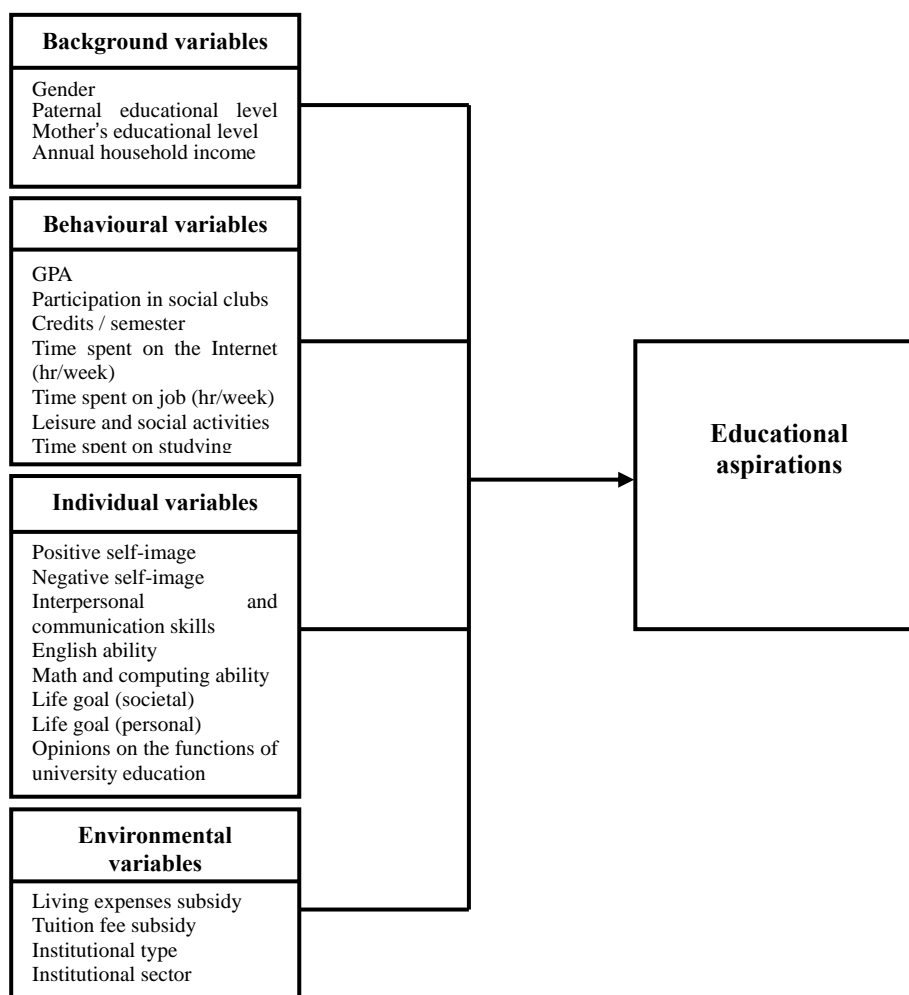 Background variables
Gender
Paternal educational level
Mother's educational level
Annual household income
Behavioural variables
GPA
Participation in social clubs
Credits / semester
Time spent on the Internet
(hr/week)
Time spent on job (hr/week)
Leisure and social activities
Time spent on studying
Individual variables
Positive self-image
Negative self-image
Interpersonal and
communication skills
English ability
Math and computing ability
Life goal (societal)
Life goal (personal)
Opinions on the functions of
university education
Environmental
variables
Living expenses subsidy
Tuition fee subsidy
Institutional type
Institutional sector
Educational
aspirations